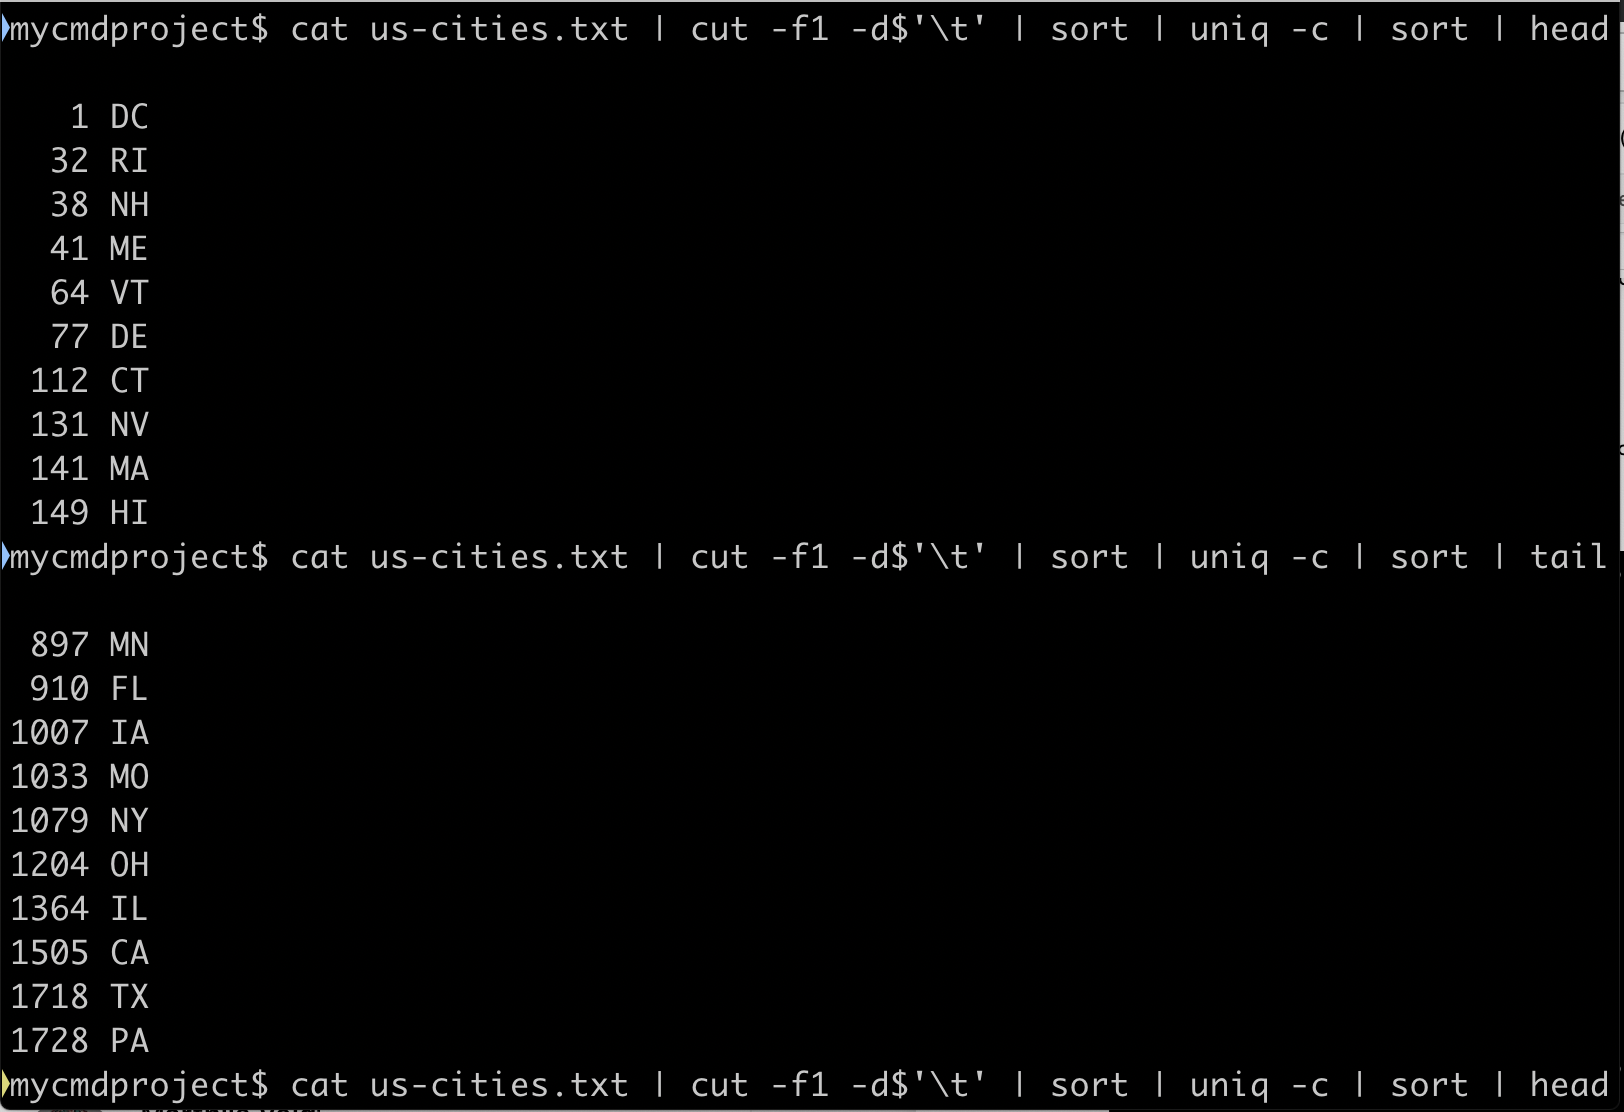 mycmdproject$ cat us-cities.txt | cut -f1 -d$'\t' | sort | uniq -c | sort | head
1 DC
32 RI
38 NH
41 ME
64 VT
77 DE
112 CT
131 NV
141 MA
149 HI
mycmdproject$ cat us-cities.txt | cut -f1 -d$'\t' | sort | uniq -c | sort | tail
897 MN
910 FL
1007 IA
1033 MO
1079 NY
1204 OH
1364 IL
1505 CA
1718 TX
1728 PA
mycmdproject$ cat us-cities.txt | cut -f1 -d$'\t' | sort | uniq -c | sort | head